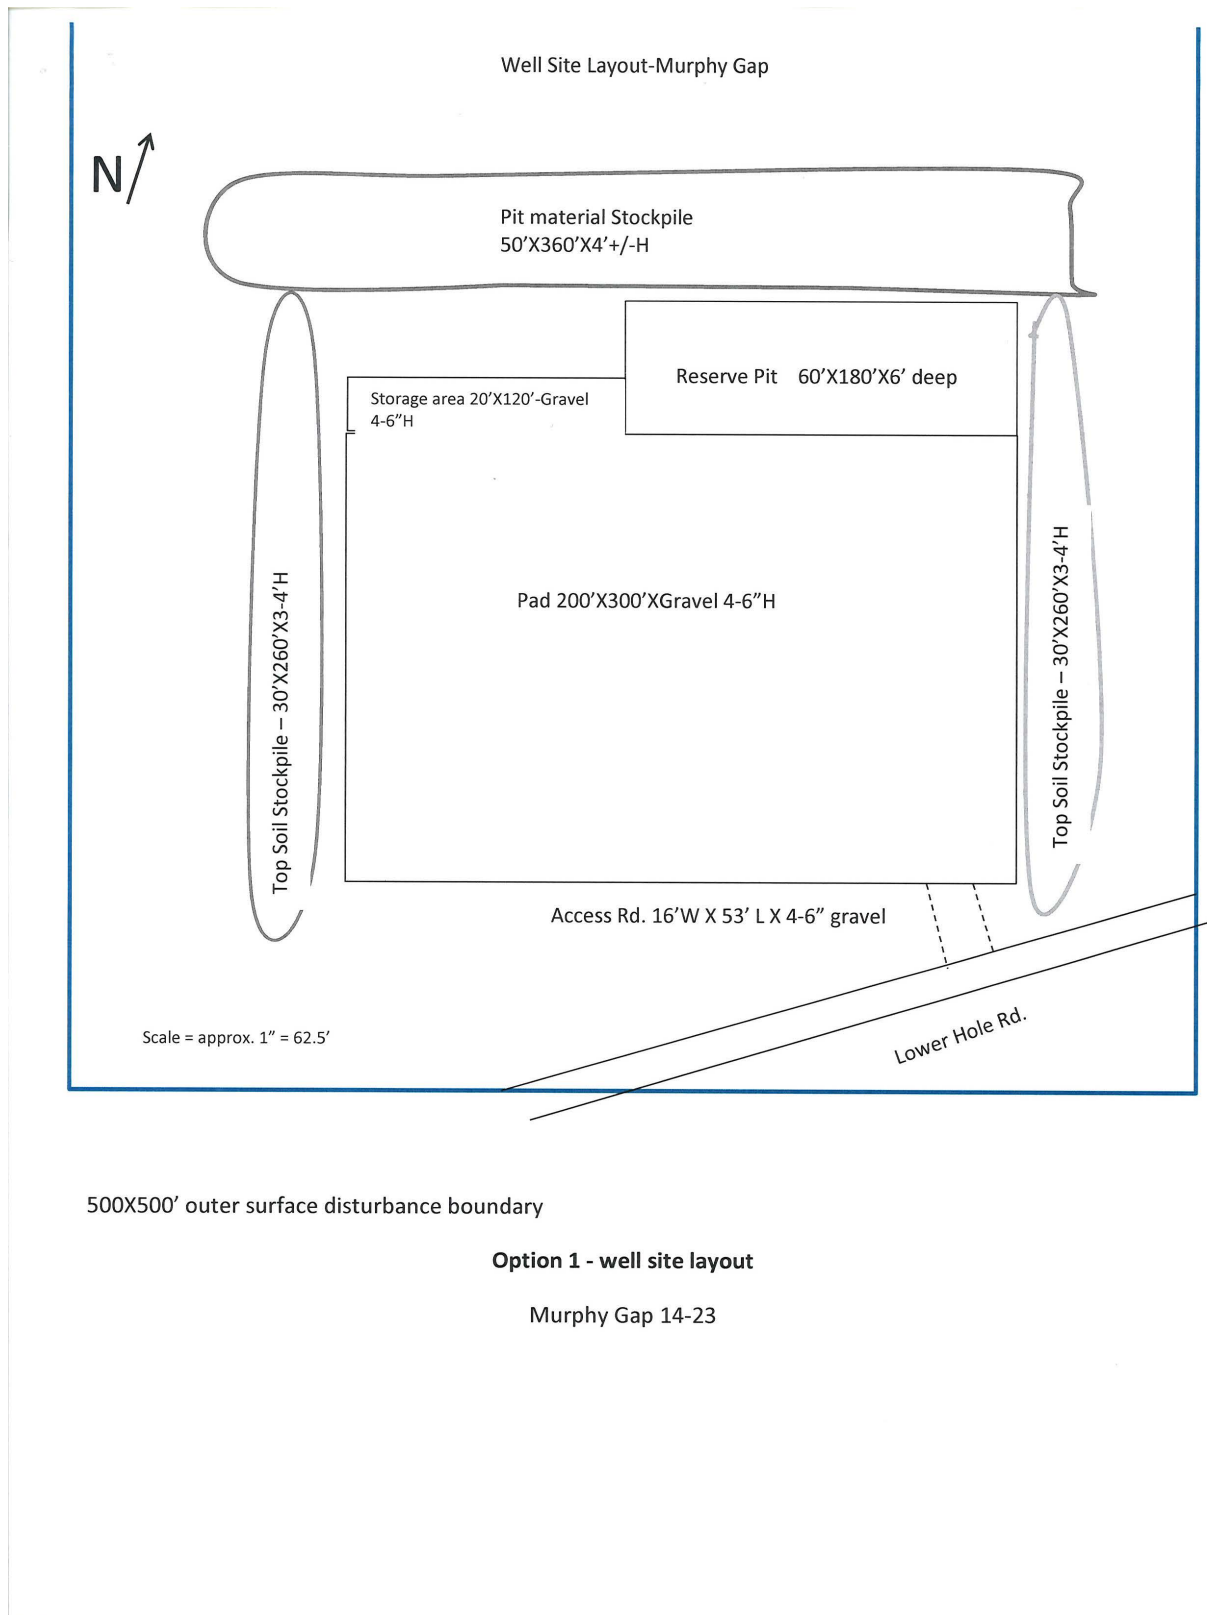 Well Site Layout-Murphy Gap
N
Pit material Stockpile
50’X360’X4’+/-H
Reserve Pit 60’X180’X6’ deep
Storage area 20’X120’-Gravel
4-6”H
Pad 200’X300’XGravel 4-6”H
Top Soil Stockpile – 30’X260’X3-4’H
Top Soil Stockpile – 30’X260’X3-4’H
Access Rd. 16’W X 53’ L X 4-6” gravel
Lower Hole Rd.
Scale = approx. 1” = 62.5’
500X500’ outer surface disturbance boundary
Option 1 - well site layout
Murphy Gap 14-23